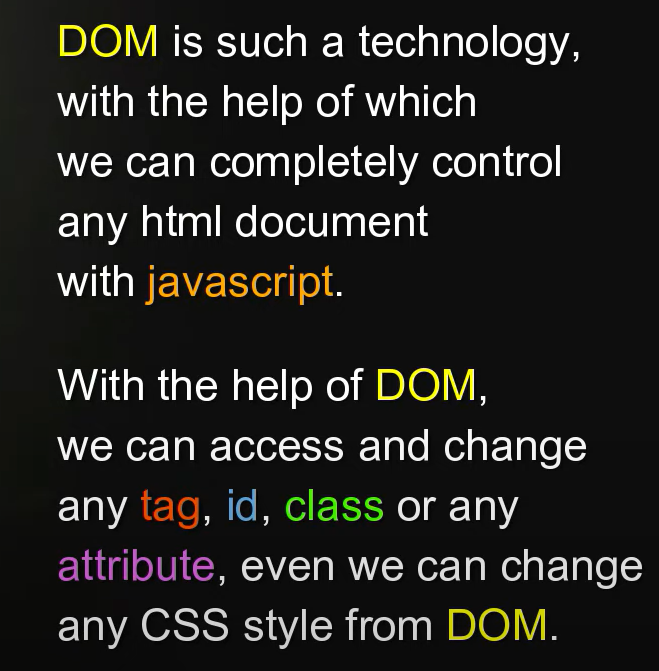 DOM is such a technology,
with the help of which
we can completely control
any html document
with javascript.
With the help of DOM,
we can access and change
any tag, id, class or any
attribute, even we can change
any CSS style from DOM.